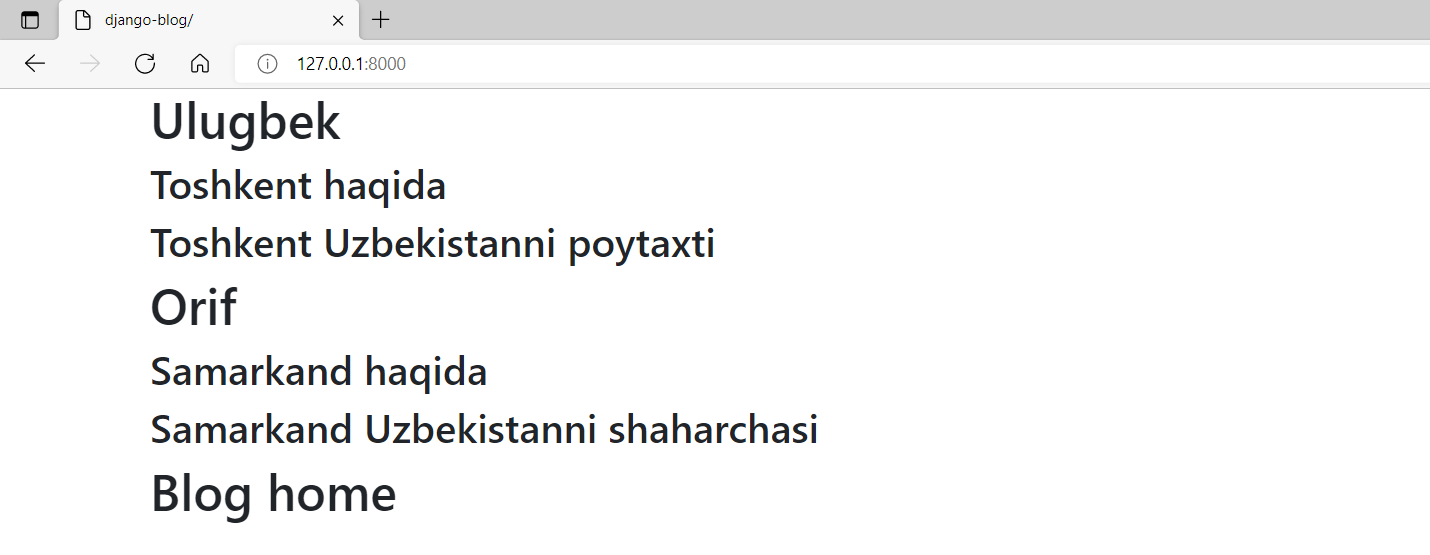 django-blog/
127.0.0.1:8000
Ulugbek
Toshkent haqida
Toshkent Uzbekistanni poytaxti
Orif
Samarkand haqida
Samarkand Uzbekistanni shaharchasi
Blog home